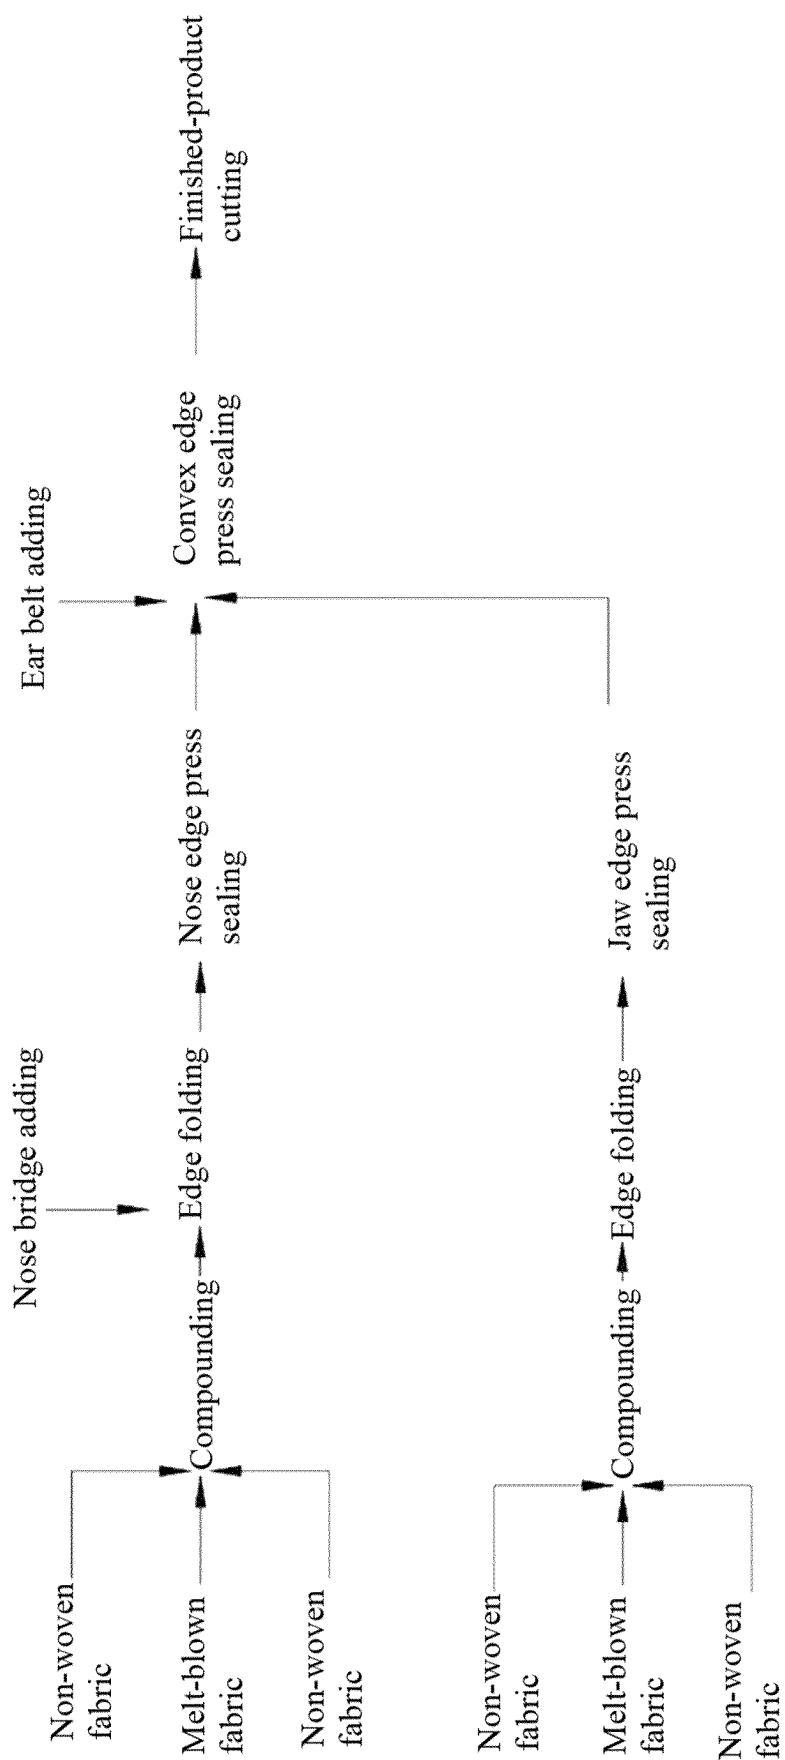 Non-woven
fabric
Melt-blown
fabric
Non-woven
fabric
Compounding
Nose bridge adding
Edge folding
Nose edge press
sealing
Ear belt adding
Convex edge
press sealing
Finished-product
cutting
Non-woven
fabric
Melt-blown
fabric
Non-woven
fabric
Compounding
Edge folding
Jaw edge press
sealing